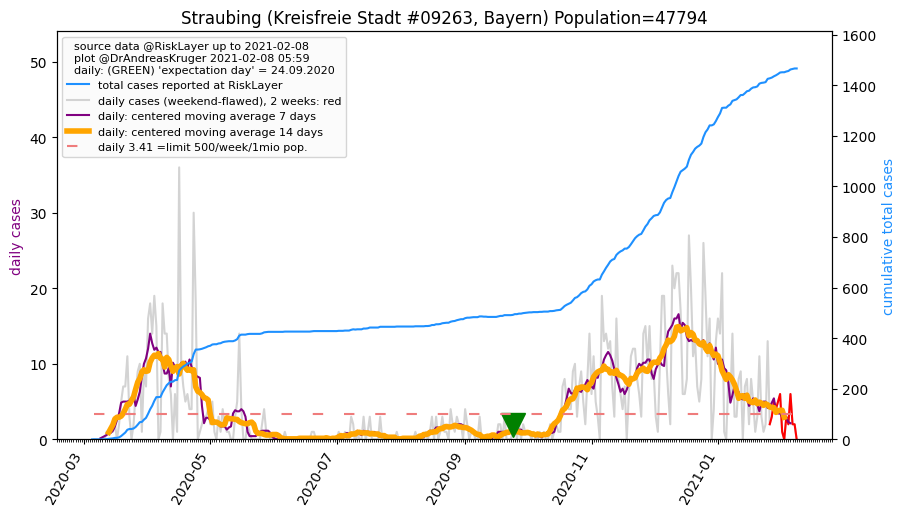 Straubing (Kreisfreie Stadt #09263, Bayern) Population=47794
source data @RiskLayer up to 2021-02-08
plot @DrAndreasKruger 2021-02-08 05:59
daily: (GREEN) 'expectation day' = 24.09.2020
total cases reported at RiskLayer
daily cases (weekend-flawed), 2 weeks: red
daily: centered moving average 7 days
daily: centered moving average 14 days
daily 3.41 =limit 500/week/1mio pop.
daily cases
50
40
30
20
10
0
cumulative total cases
1600
1400
1200
1000
800
600
400
200
0
2020-03
2020-05
2020-07
2020-09
2020-11
2021-01